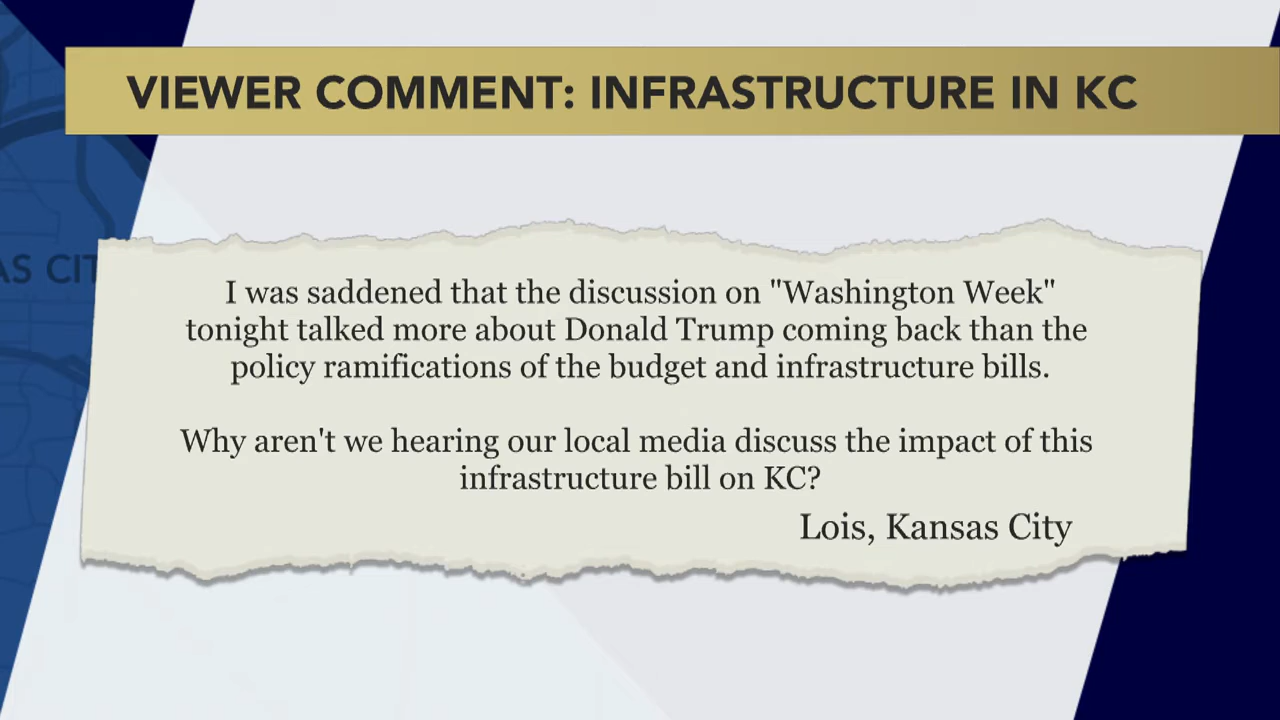 VIEWER COMMENT: INFRASTRUCTURE IN KC
AS CIT
I was saddened that the discussion on "Washington Week"
tonight talked more about Donald Trump coming back than the
policy ramifications of the budget and infrastructure bills.
Why aren't we hearing our local media discuss the impact of this
infrastructure bill on KC?
Lois, Kansas City